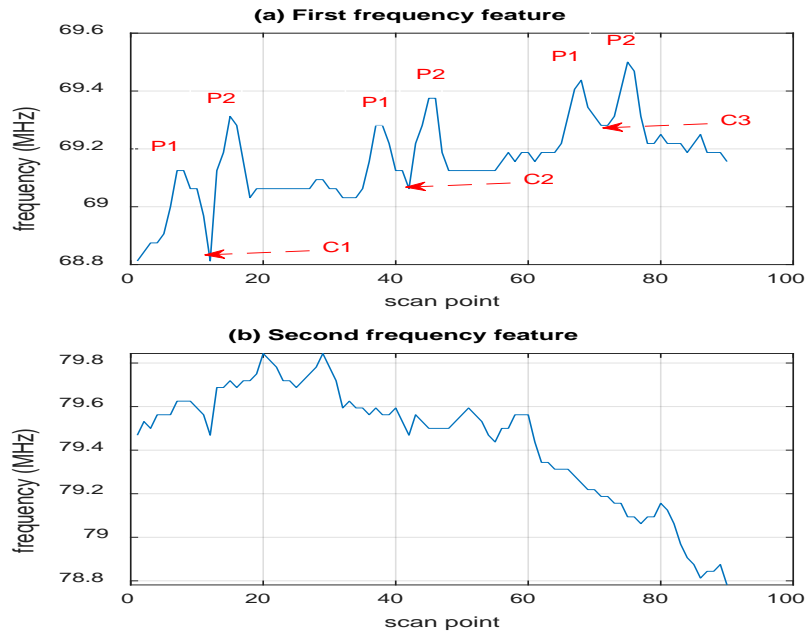 (a) First frequency feature
69.6
69.4
69.2
69
68.8
frequency (MHz)
P1
P2
P1
P2
P1
P2
C1
C2
C3
0 20 40 60 80 100
scan point
(b) Second frequency feature
79.8
79.6
79.4
79.2
79
78.8
frequency (MHz)
0 20 40 60 80 100
scan point